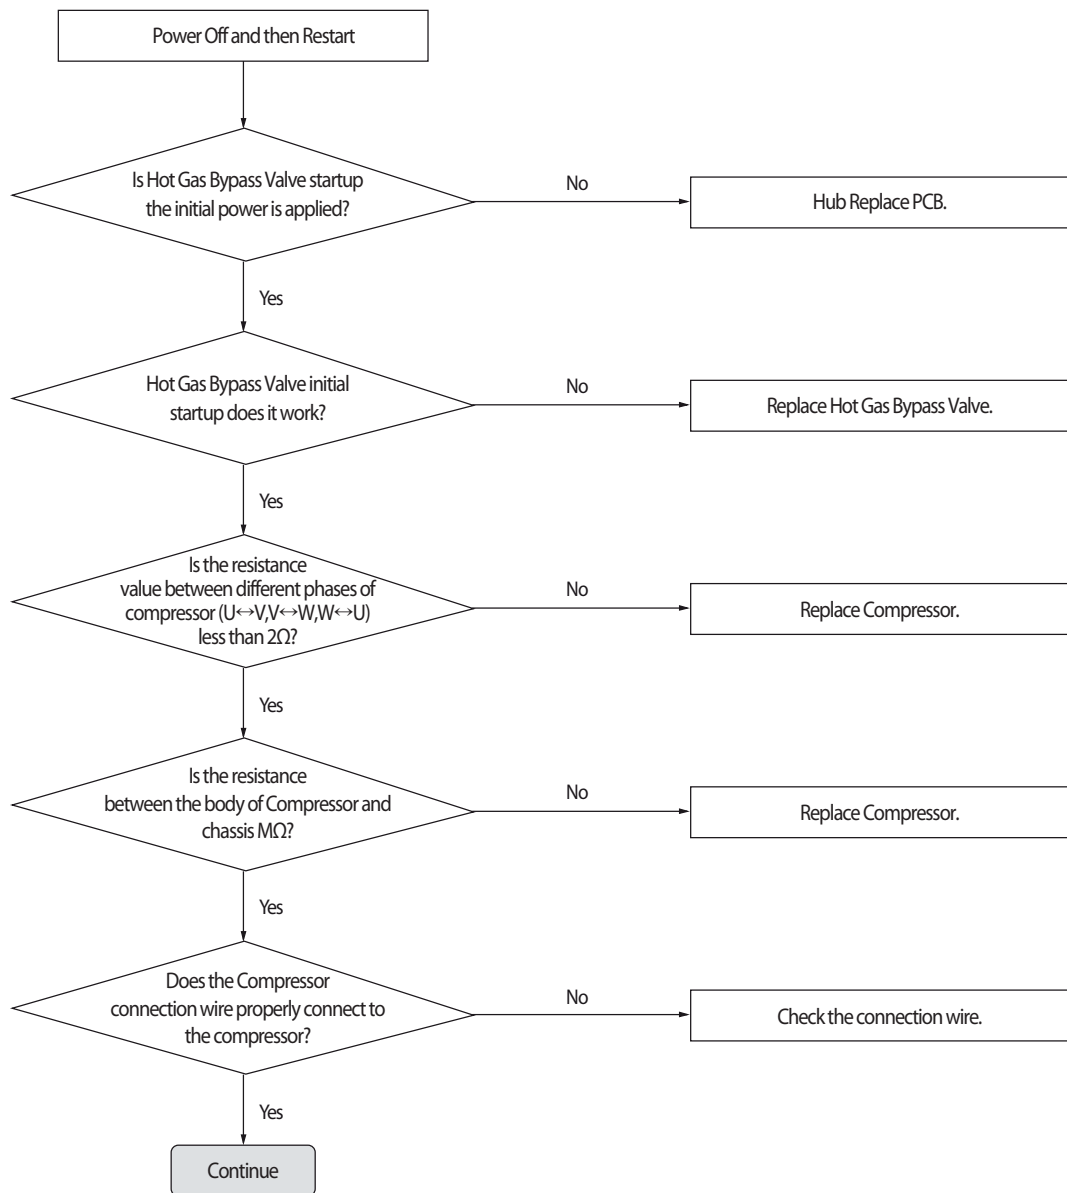 Power Off and then Restart
Is Hot Gas Bypass Valve startup
the initial power is applied?
No
Hub Replace PCB.
Yes
Hot Gas Bypass Valve initial
startup does it work?
No
Replace Hot Gas Bypass Valve.
Yes
Is the resistance
value between different phases of
compressor (U↔V,V↔W,W↔U)
less than 2Ω?
No
Replace Compressor.
Yes
Is the resistance
between the body of Compressor and
chassis MΩ?
No
Replace Compressor.
Yes
Does the Compressor
connection wire properly connect to
the compressor?
No
Check the connection wire.
Yes
Continue